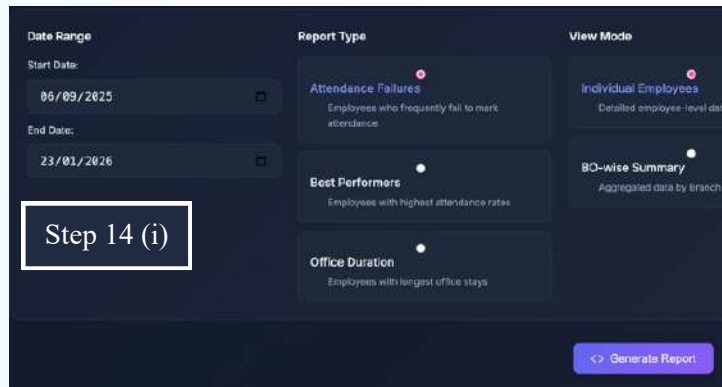 Date Range
Start Date:
06/09/2025
End Date:
23/01/2026
Step 14 (i)
Report Type
Attendance Failures
Employees who frequently fail to mark
attendance
Best Performers
Employees with highest attendance rates
Office Duration
Employees with longest office stays
View Mode
Individual Employees
Detailed employee-level dat
BO-wise Summary
Aggregated data by Branch
<> Generate Report